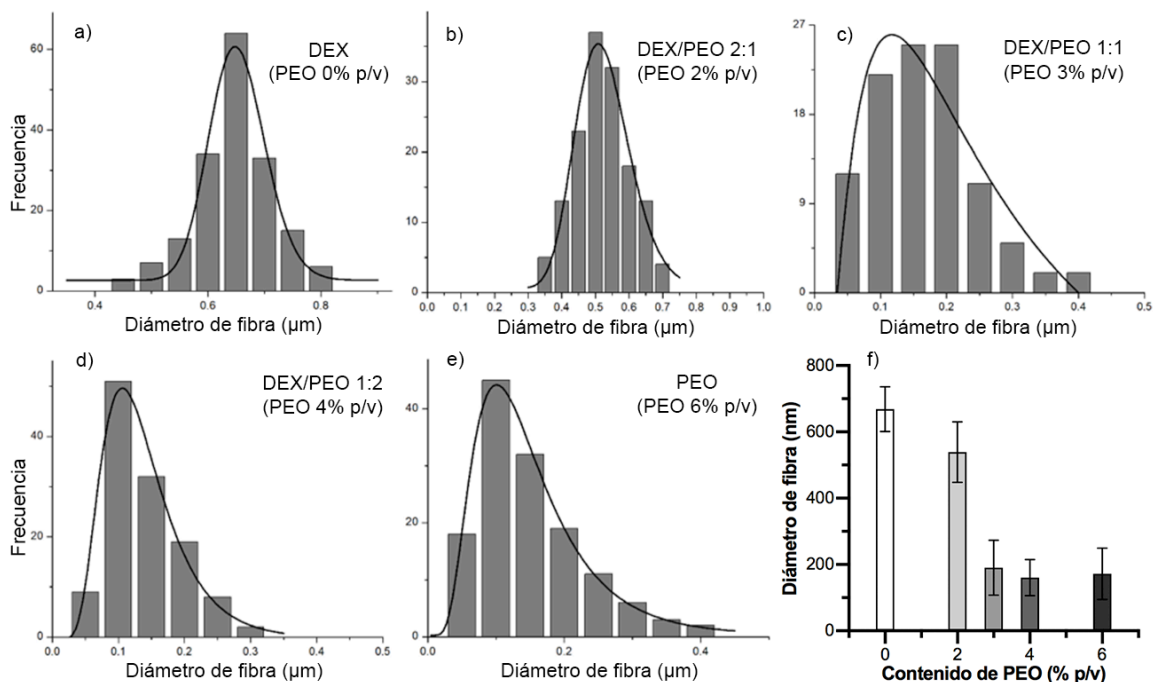 a)
DEX
(PEO 0% p/v)
Frecuencia
60
40
20
0
0.4
0.6
0.8
Diámetro de fibra (µm)
b)
DEX/PEO 2:1
(PEO 2% p/v)
30
20
10
0
0.0
0.1
0.2
0.3
0.4
0.5
0.6
0.7
0.8
0.9
1.0
Diámetro de fibra (µm)
c)
DEX/PEO 1:1
(PEO 3% p/v)
27
18
9
0
0.0
0.1
0.2
0.3
0.4
0.5
Diámetro de fibra (µm)
d)
DEX/PEO 1:2
(PEO 4% p/v)
Frecuencia
40
20
0
0.0
0.1
0.2
0.3
0.4
0.5
Diámetro de fibra (µm)
e)
PEO
(PEO 6% p/v)
40
20
0
0.0
0.2
0.4
Diámetro de fibra (µm)
f)
Diámetro de fibra (nm)
800
600
400
200
0
0
2
4
6
Contenido de PEO (% p/v)